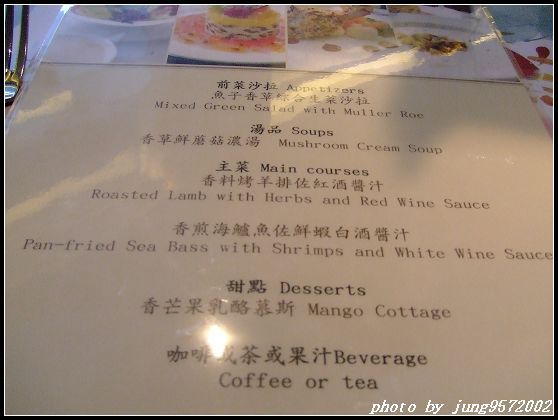 前菜沙拉 Appetizers
魚子香草綜合生菜沙拉
Mixed Green Salad with Muller Roe
湯品 Soups
香草鮮蘑菇濃湯 Mushroom Cream Soup
主菜 Main courses
香料烤羊排佐紅酒醬汁
Roasted Lamb with Herbs and Red Wine Sauce
香煎海鱸魚佐鮮蝦白酒醬汁
Pan-fried Sea Bass with Shrimps and White Wine Sauce
甜點 Desserts
香芒果乳酪慕斯 Mango Cottage
咖啡或茶或果汁Beverage
Coffee or tea
photo by jung9572002